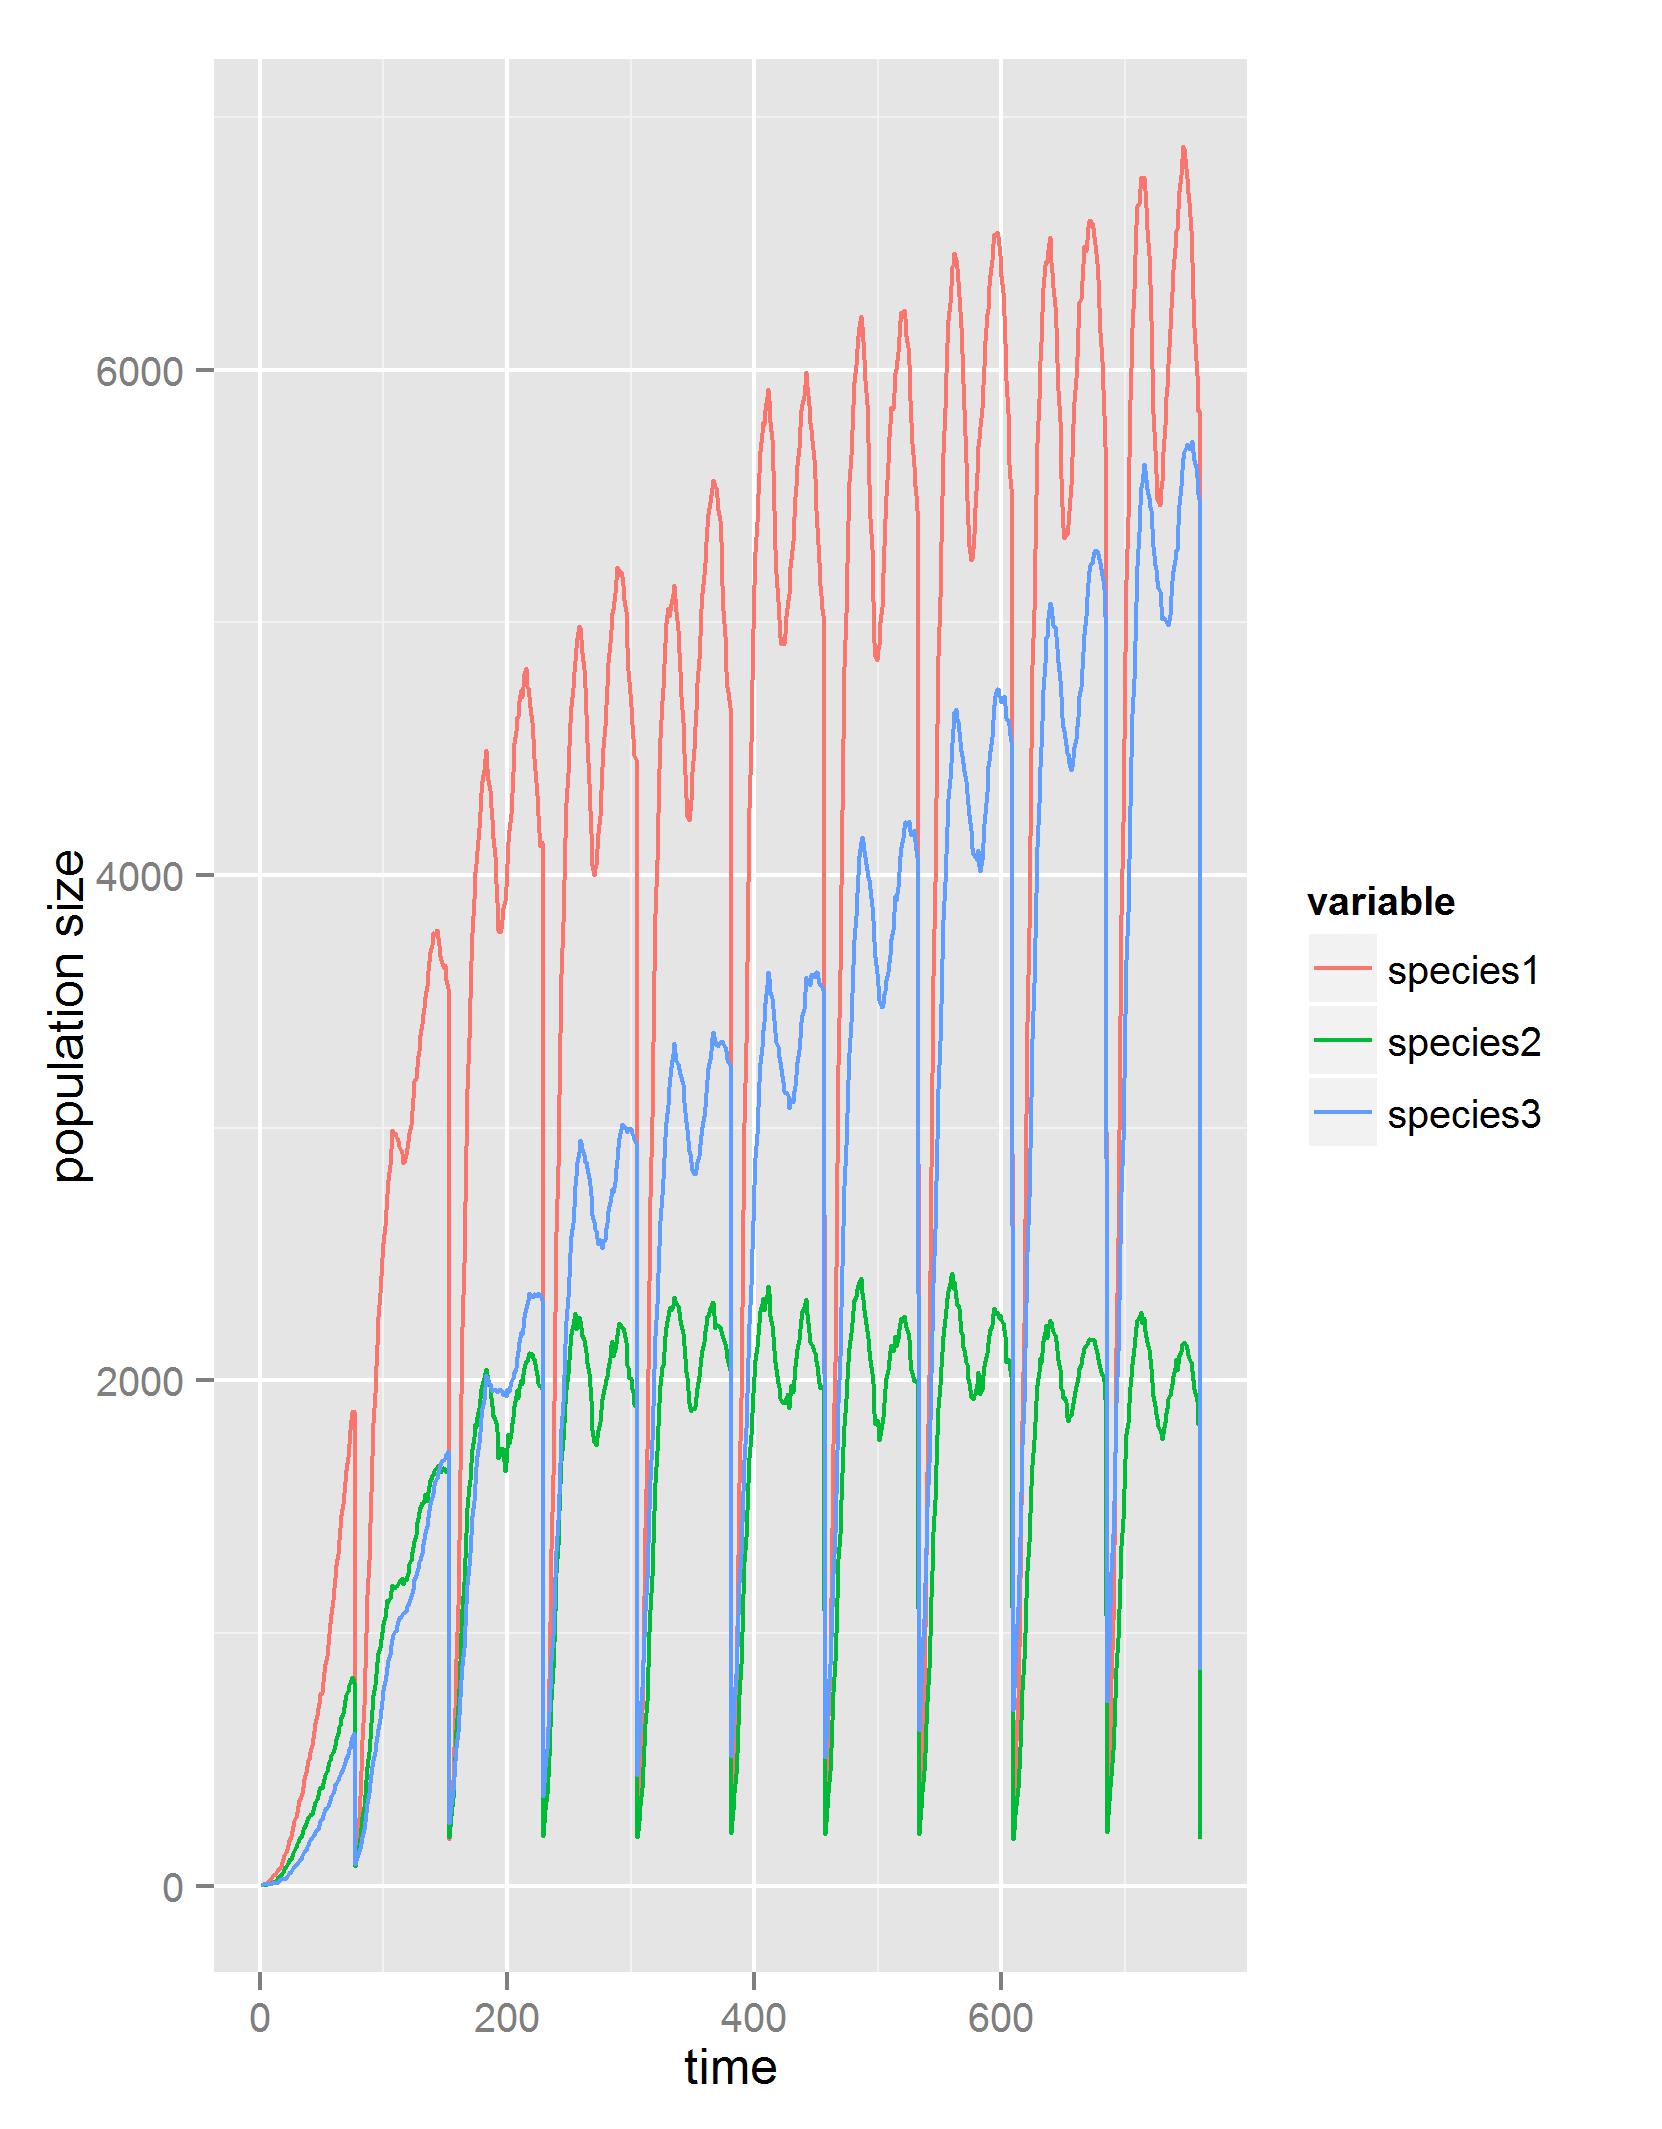 population size
6000
4000
2000
0
0 200 400 600
time
variable
species1
species2
species3